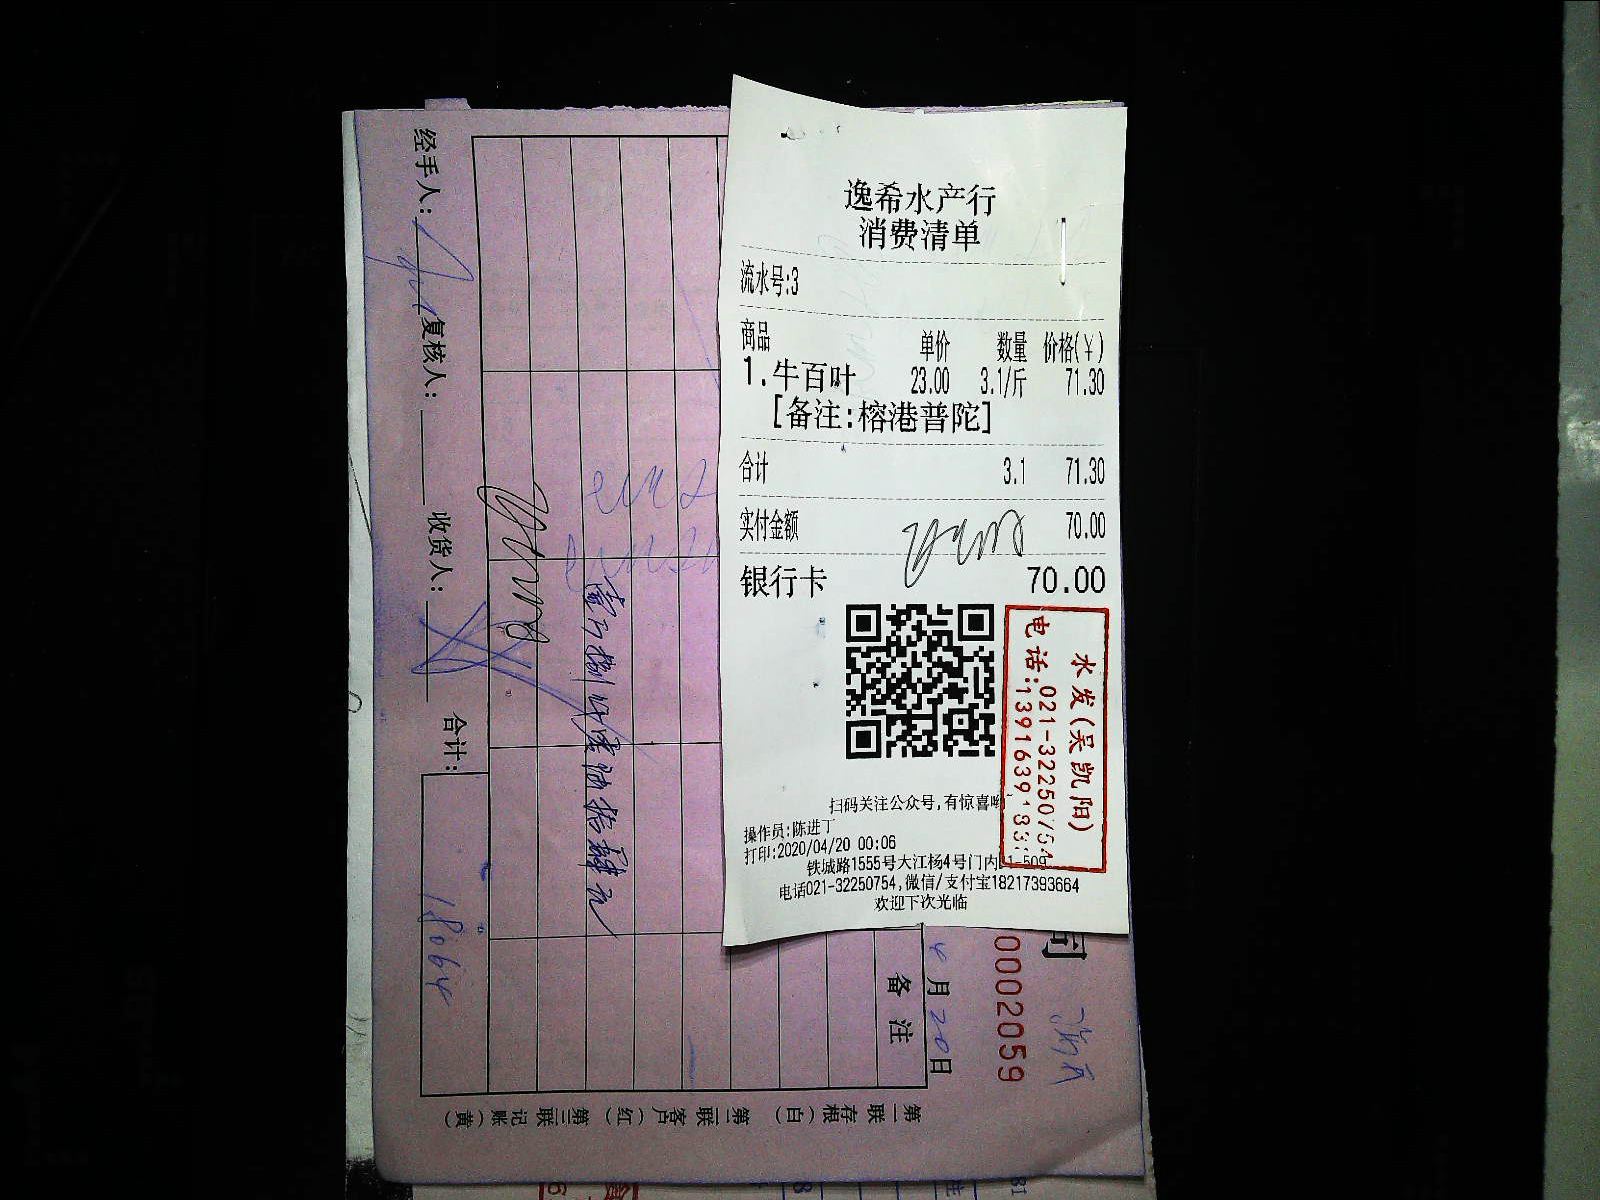 逸希水产行
消费清单
流水号:3
商品 单价 数量 价格(¥)
1.牛百叶 23.00 3.1/斤 71.30
[备注:榕港普陀]
合计 3.1 71.30
实付金额 70.00
银行卡 70.00
水发(吴凯阳)
电话:021-32250754
扫码关注公众号,有惊喜哟~
操作员:陈进丁
打印:2020/04/20 00:06
铁城路1555号大江杨4号门内
电话021-32250754,微信/支付宝18217393664
欢迎下次光临
司
0002059
4月20日
备注
经手人: 复核人: 收货人: 合计:
18064
第一联存根(白) 第二联客户(红) 第三联记账(黄)